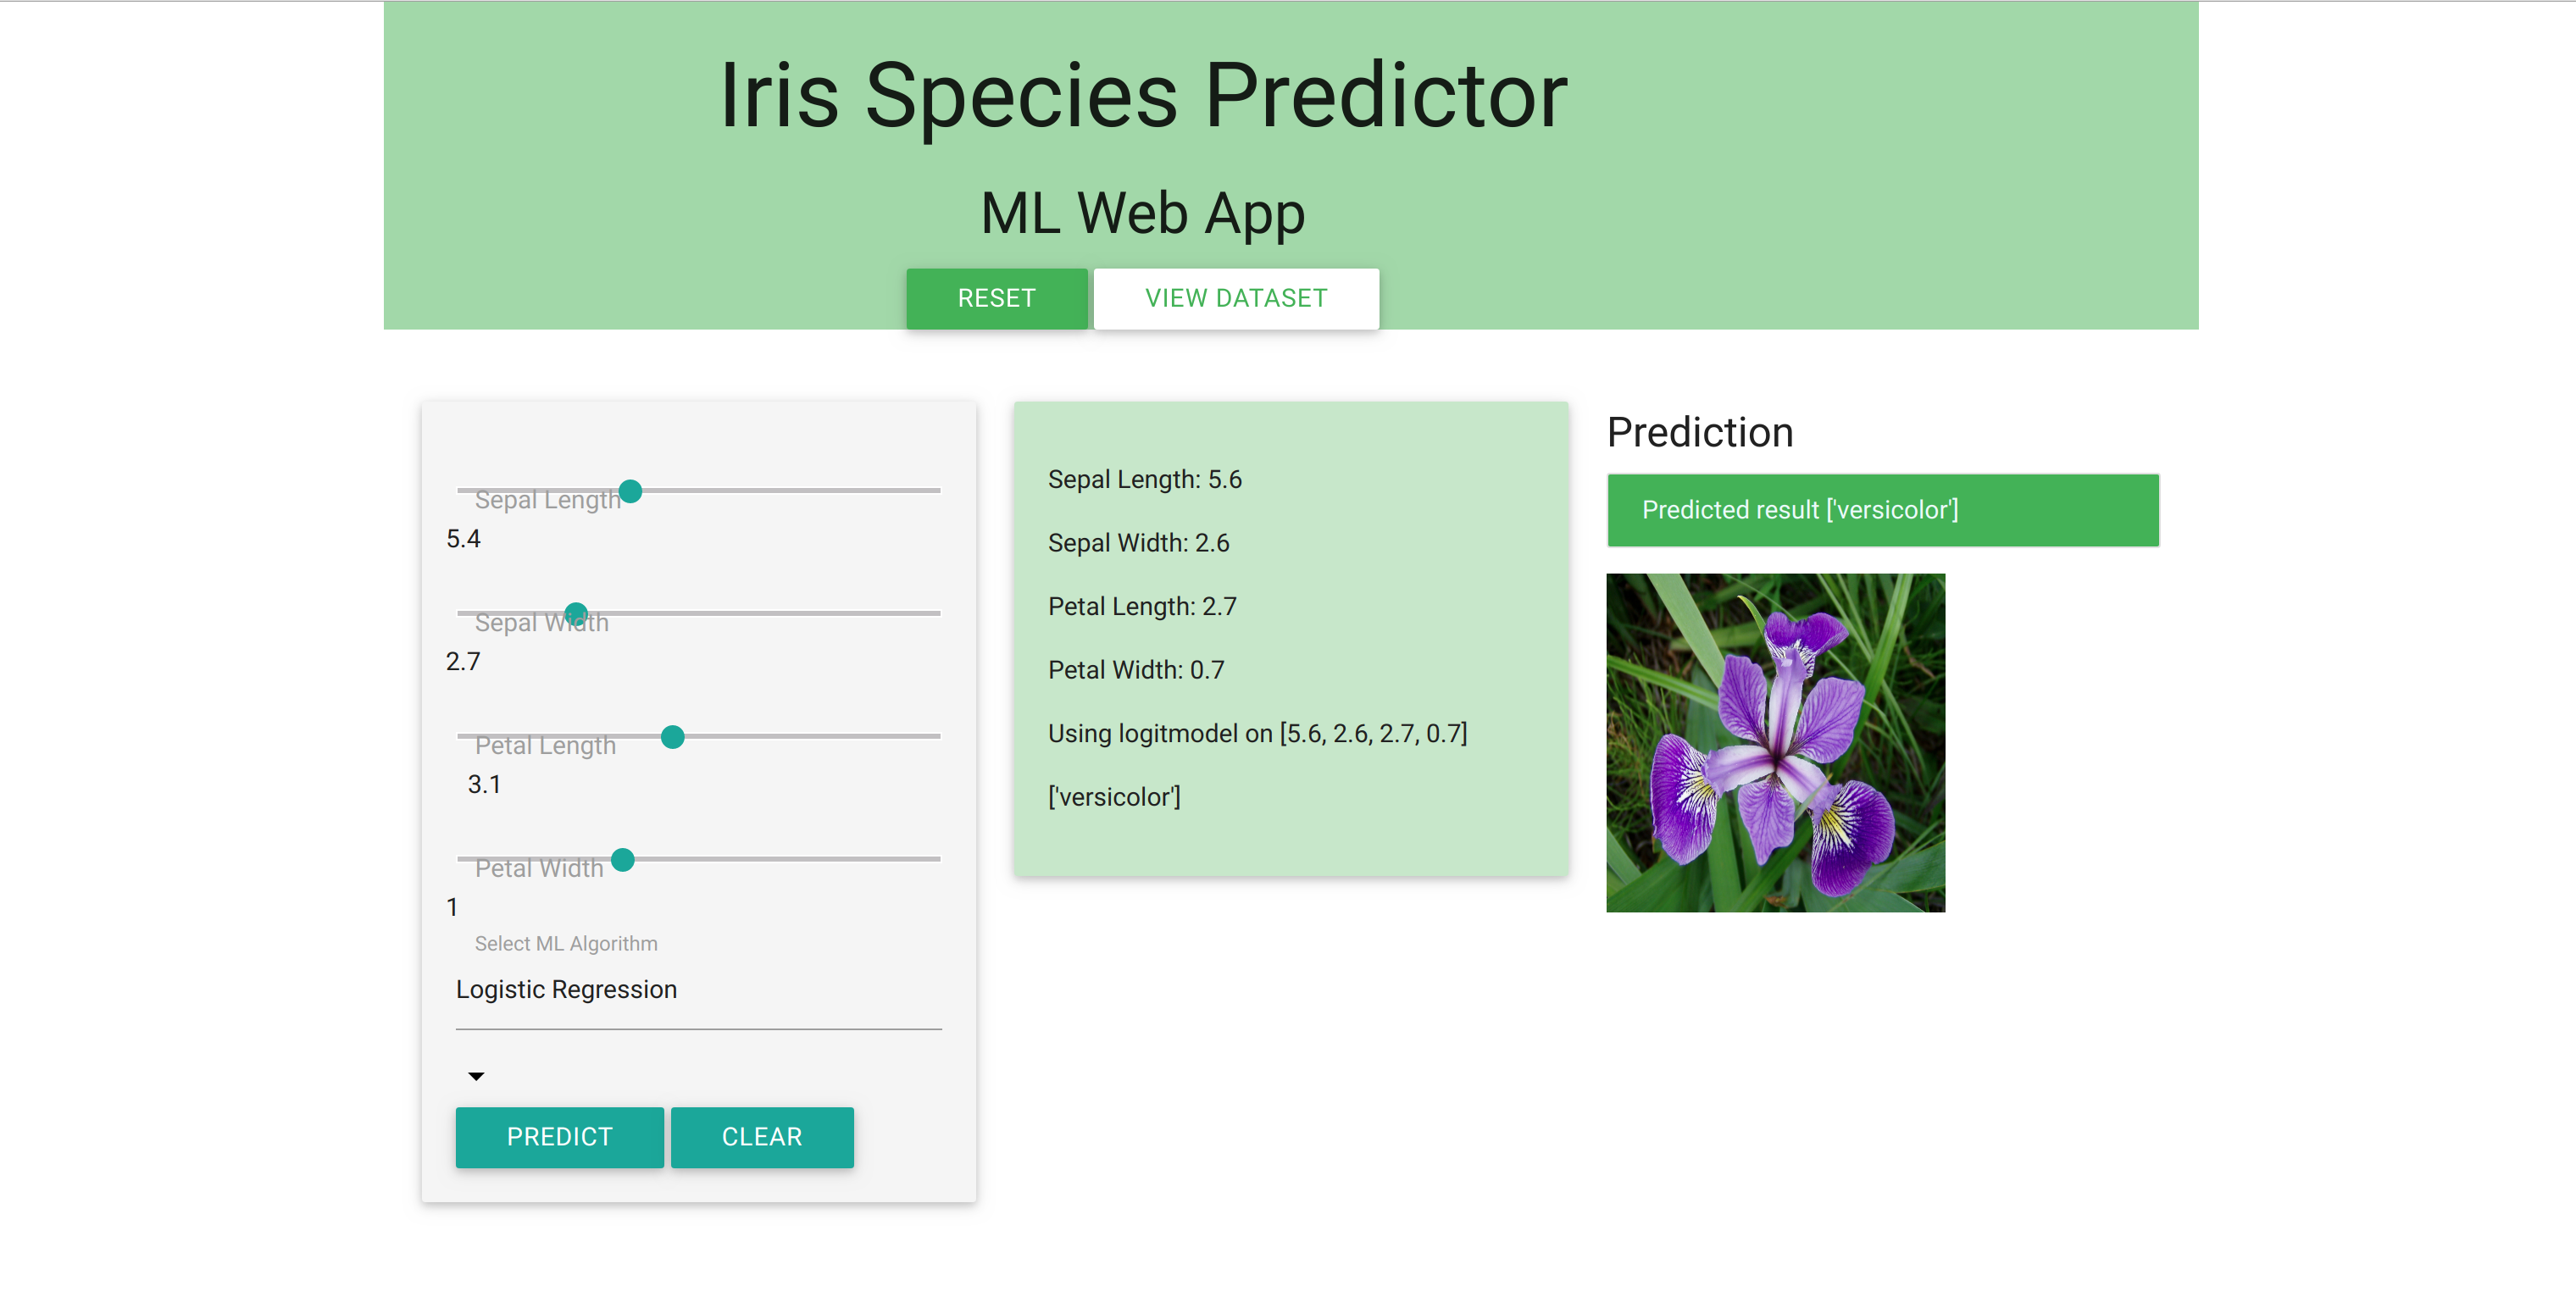 Iris Species Predictor
ML Web App
RESET VIEW DATASET
Sepal Length
5.4
Sepal Width
2.7
Petal Length
3.1
Petal Width
1
Select ML Algorithm
Logistic Regression
PREDICT CLEAR
Sepal Length: 5.6
Sepal Width: 2.6
Petal Length: 2.7
Petal Width: 0.7
Using logitmodel on [5.6, 2.6, 2.7, 0.7]
['versicolor']
Prediction
Predicted result ['versicolor']